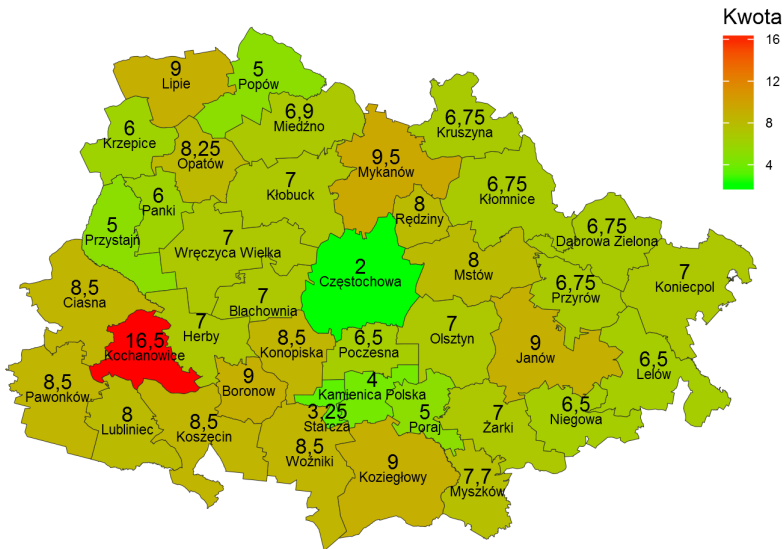 Kwota
16
12
8
4
9
Lipie
5
Popów
6,9
Miedźno
6,75
Kruszyna
6
Krzepice
8,25
Opatów
9,5
Mykanów
7
Kłobuck
6,75
Kłomnice
6
Panki
8
Rędziny
5
Przystajń
7
Wręczyca Wielka
6,75
Dąbrowa Zielona
2
Częstochowa
8
Mstów
6,75
Przyrów
7
Koniecpol
8,5
Ciasna
7
Blachownia
16,5
Kochanowice
7
Herby
8,5
Konopiska
6,5
Poczesna
7
Olsztyn
9
Janów
6,5
Lelów
8,5
Pawonków
9
Boronow
4
Kamienica Polska
8
Lubliniec
8,5
Koszęcin
3,25
Starcza
5
Poraj
7
Żarki
6,5
Niegowa
8,5
Woźniki
9
Koziegłowy
7,7
Myszków